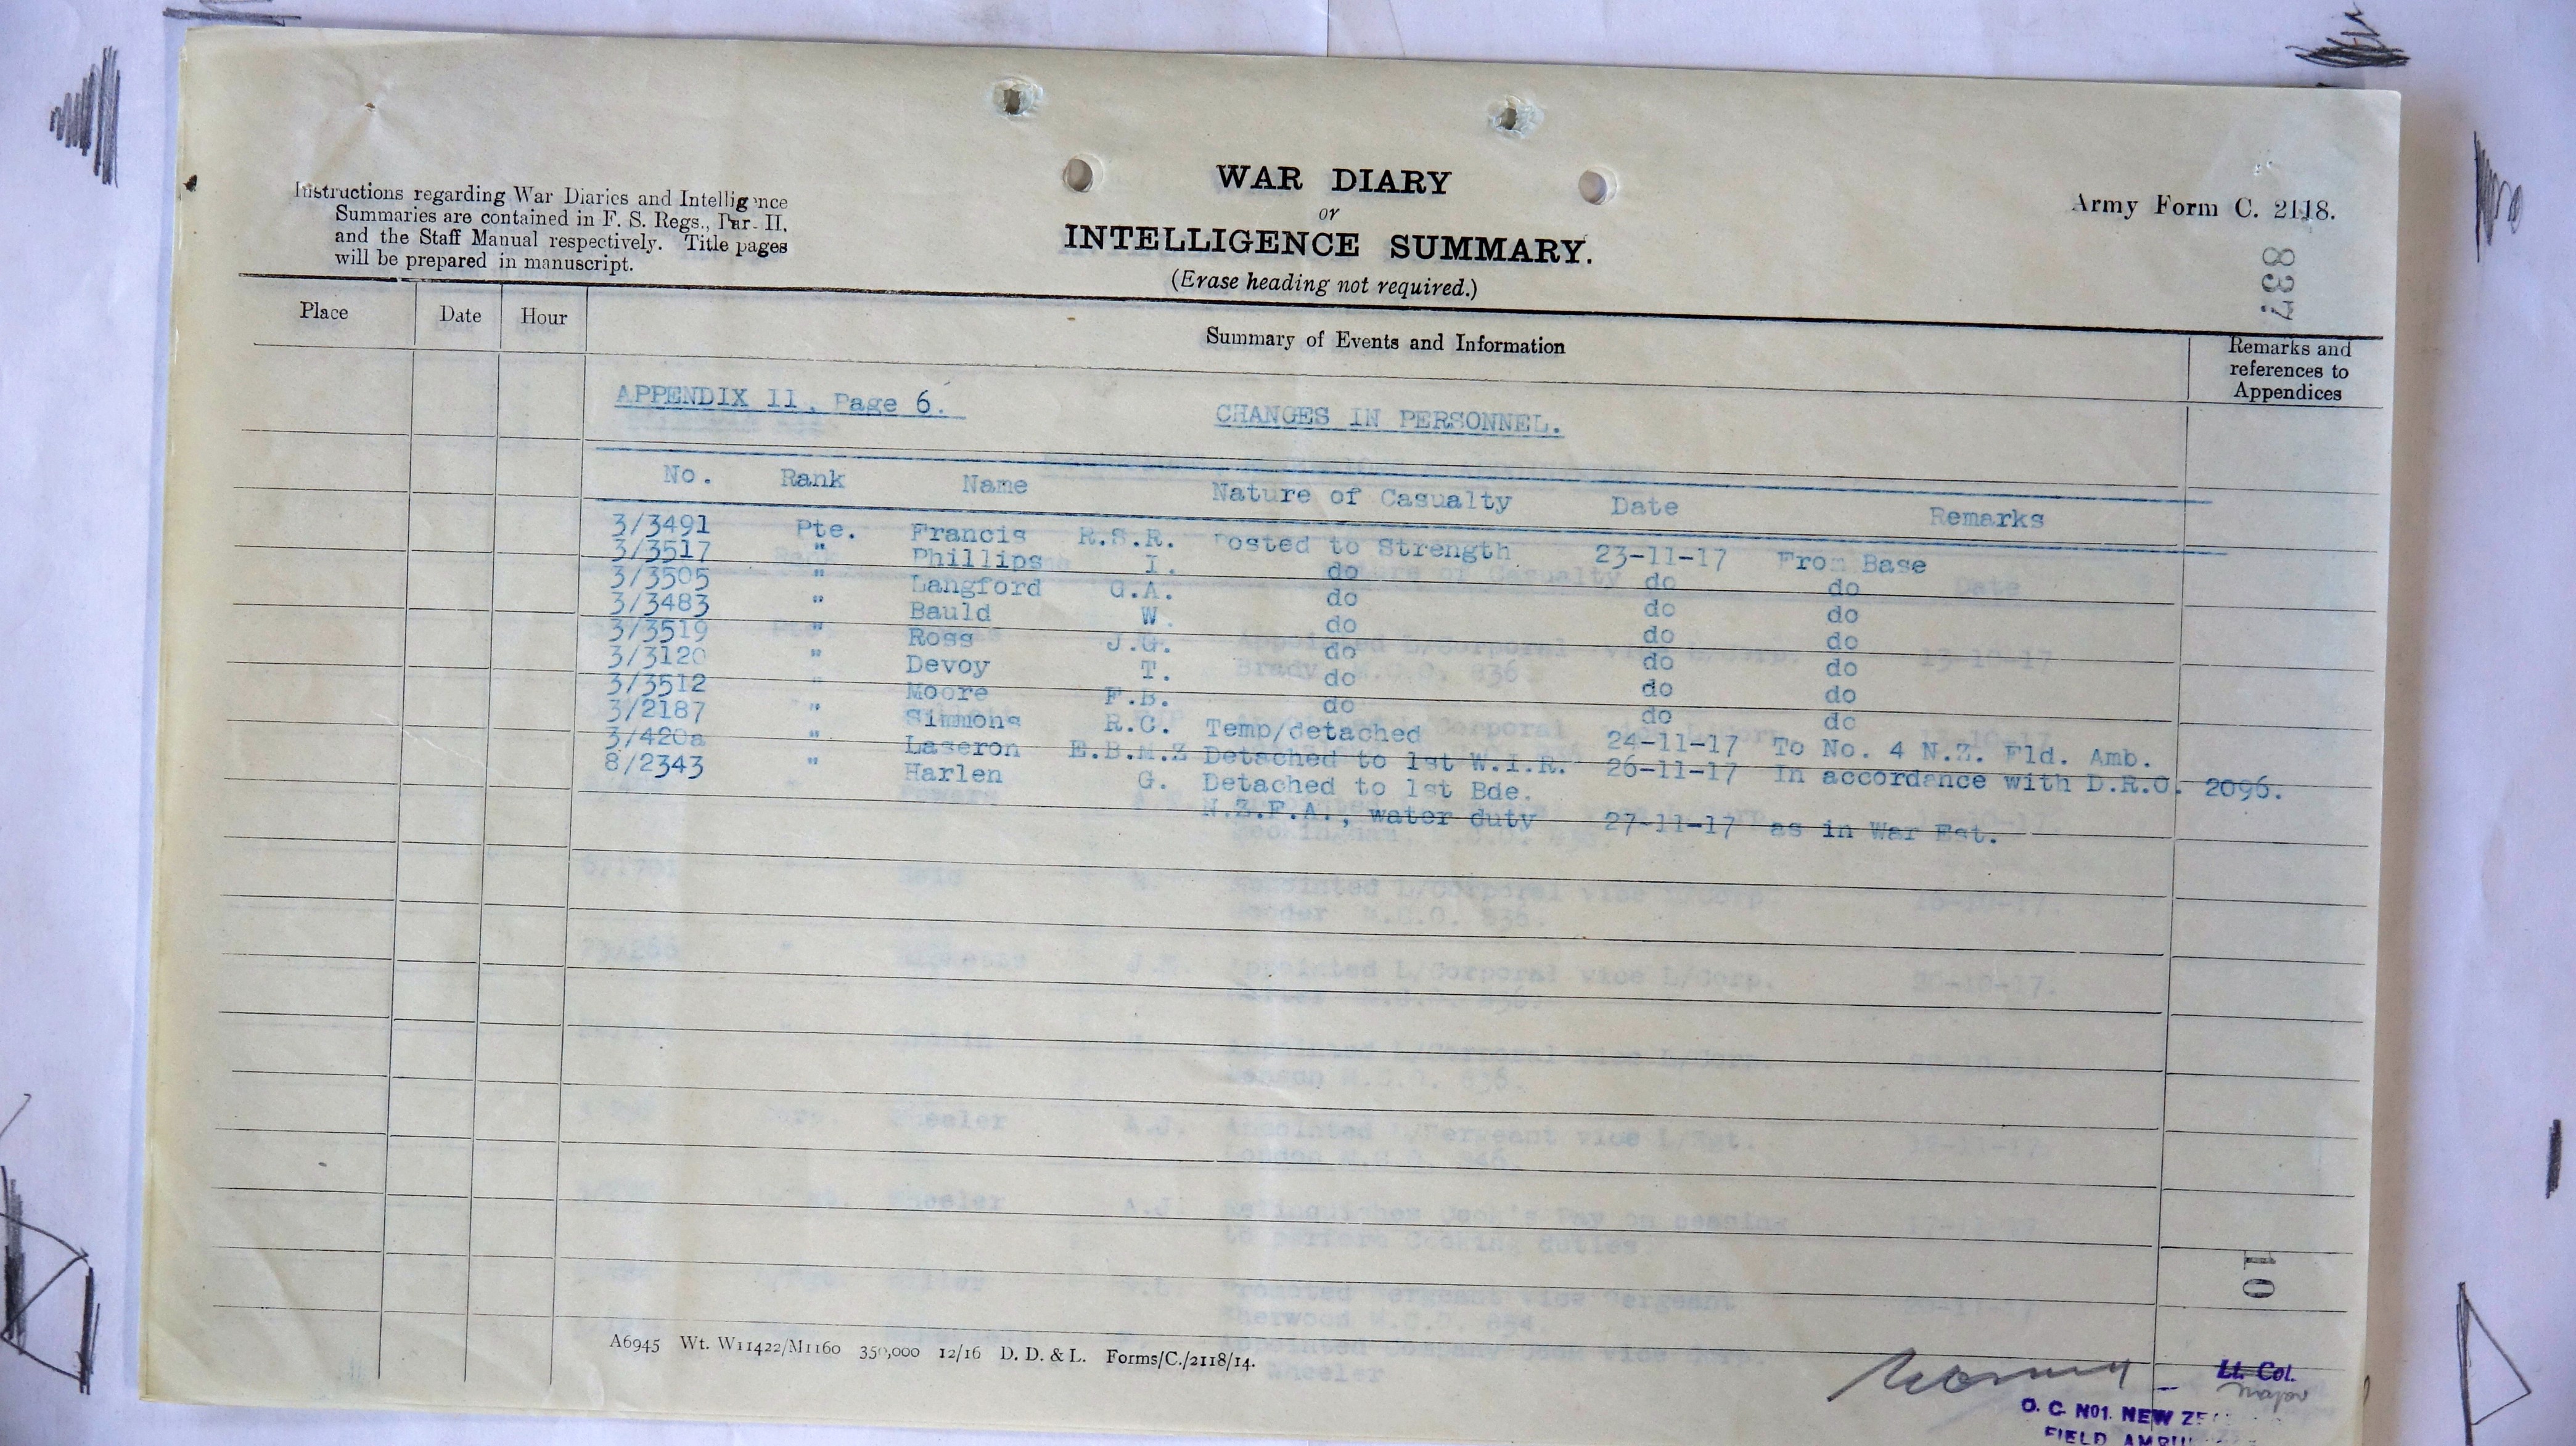 WAR DIARY
or
INTELLIGENCE SUMMARY.
(Erase heading not required.)
Instructions regarding War Diaries and Intelligence
Summaries are contained in F. S. Regs., Par. II.
and the Staff Manual respectively. Title pages
will be prepared in manuscript.
Army Form C. 2118.
837
Place Date Hour Summary of Events and Information Remarks and
references to
Appendices
APPENDIX 11, Page 6. CHANGES IN PERSONNEL.
No. Rank Name Nature of Casualty Date Remarks
3/3491 Pte. Francis R.S.R. Posted to Strength 23-11-17 From Base
3/3517 " Phillips I. do do do
3/3505 " Langford G.A. do do do
3/3483 " Bauld W. do do do
3/3519 " Ross J.G. do do do
3/3120 " Devoy T. do do do
3/3512 " Moore F.B. do do do
3/2187 " Simmons R.C. Temp/detached 24-11-17 To No. 4 N.Z. Fld. Amb.
3/420a " Laseron E.B.M.Z Detached to 1st W.I.R. 26-11-17 In accordance with D.R.O. 2096.
8/2343 " Harlen G. Detached to 1st Bde.
N.Z.F.A., water duty 27-11-17 as in War Est.
10
A6945 Wt. W11422/M1160 350,000 12/16 D. D. & L. Forms/C./2118/14.
Lt. Col.
Major
O. C. No1. NEW
FIELD